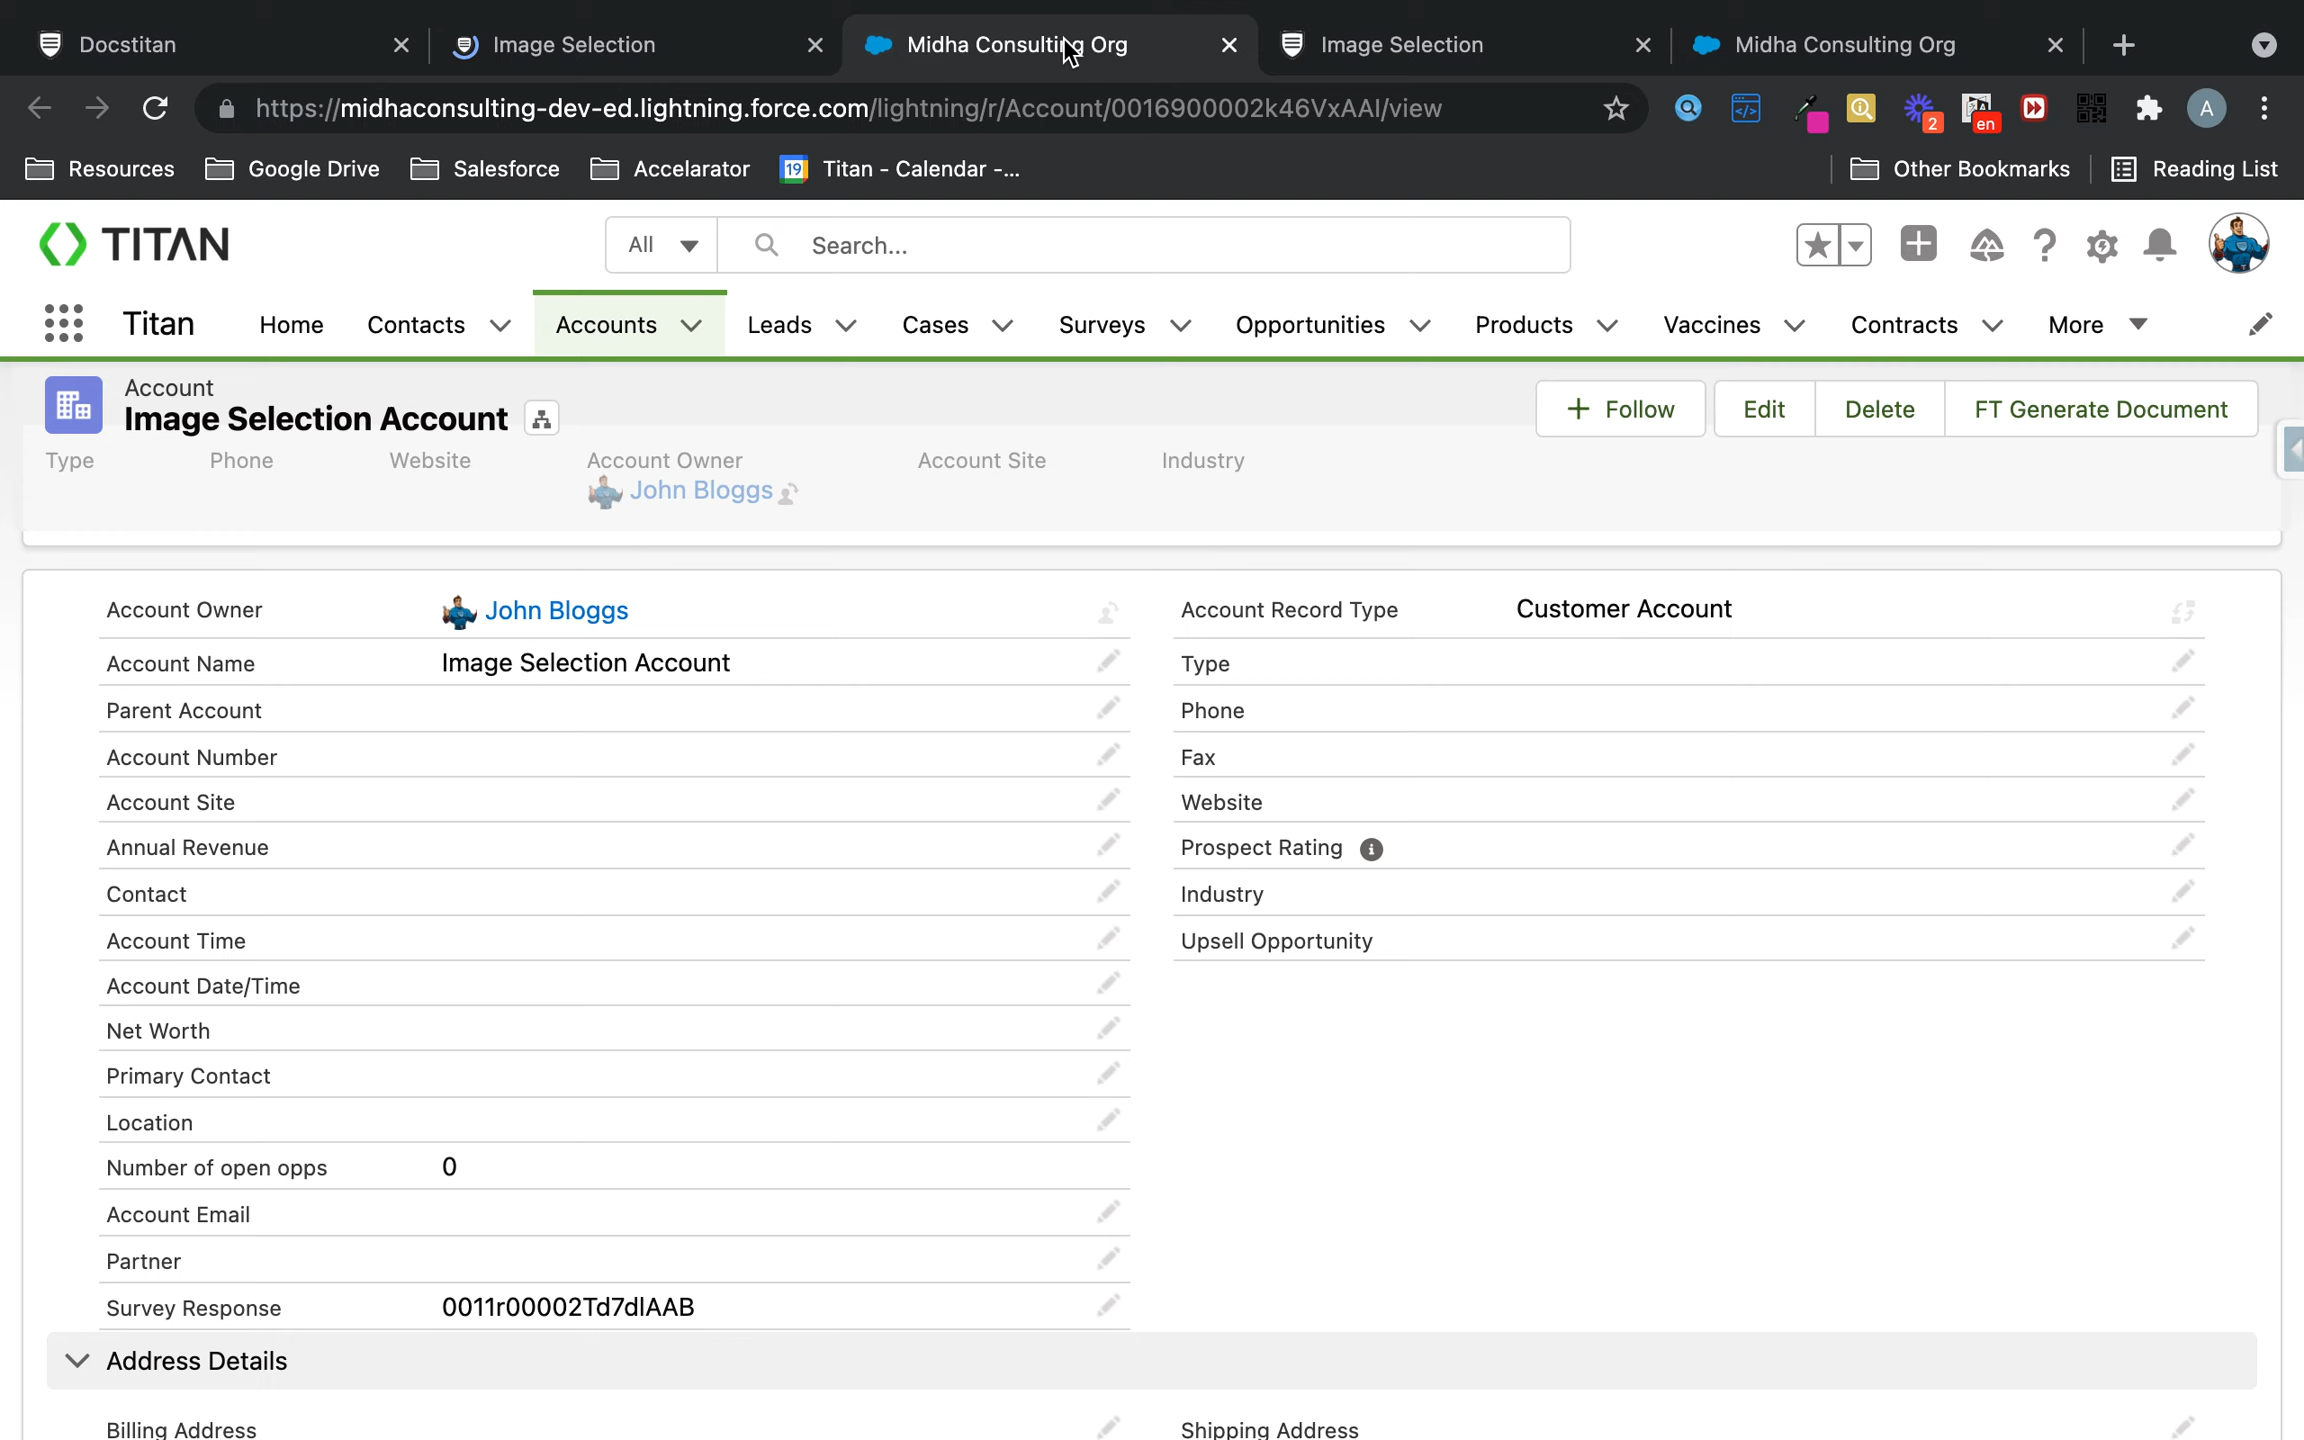 Docstitan
Image Selection
Midha Consulting Org
Image Selection
Midha Consulting Org
https://midhaconsulting-dev-ed.lightning.force.com/lightning/r/Account/0016900002k46VxAAI/view
2
en
A
Resources
Google Drive
Salesforce
Accelarator
19
Titan - Calendar -...
Other Bookmarks
Reading List
TITAN
All
Search...
Titan
Home
Contacts
Accounts
Leads
Cases
Surveys
Opportunities
Products
Vaccines
Contracts
More
Account
Image Selection Account
Follow
Edit
Delete
FT Generate Document
Type
Phone
Website
Account Owner
Account Site
Industry
John Bloggs
Account Owner
John Bloggs
Account Record Type
Customer Account
Account Name
Image Selection Account
Type
Parent Account
Phone
Account Number
Fax
Account Site
Website
Annual Revenue
Prospect Rating
Contact
Industry
Account Time
Upsell Opportunity
Account Date/Time
Net Worth
Primary Contact
Location
Number of open opps
0
Account Email
Partner
Survey Response
0011r00002Td7dlAAB
Address Details
Billing Address
Shipping Address